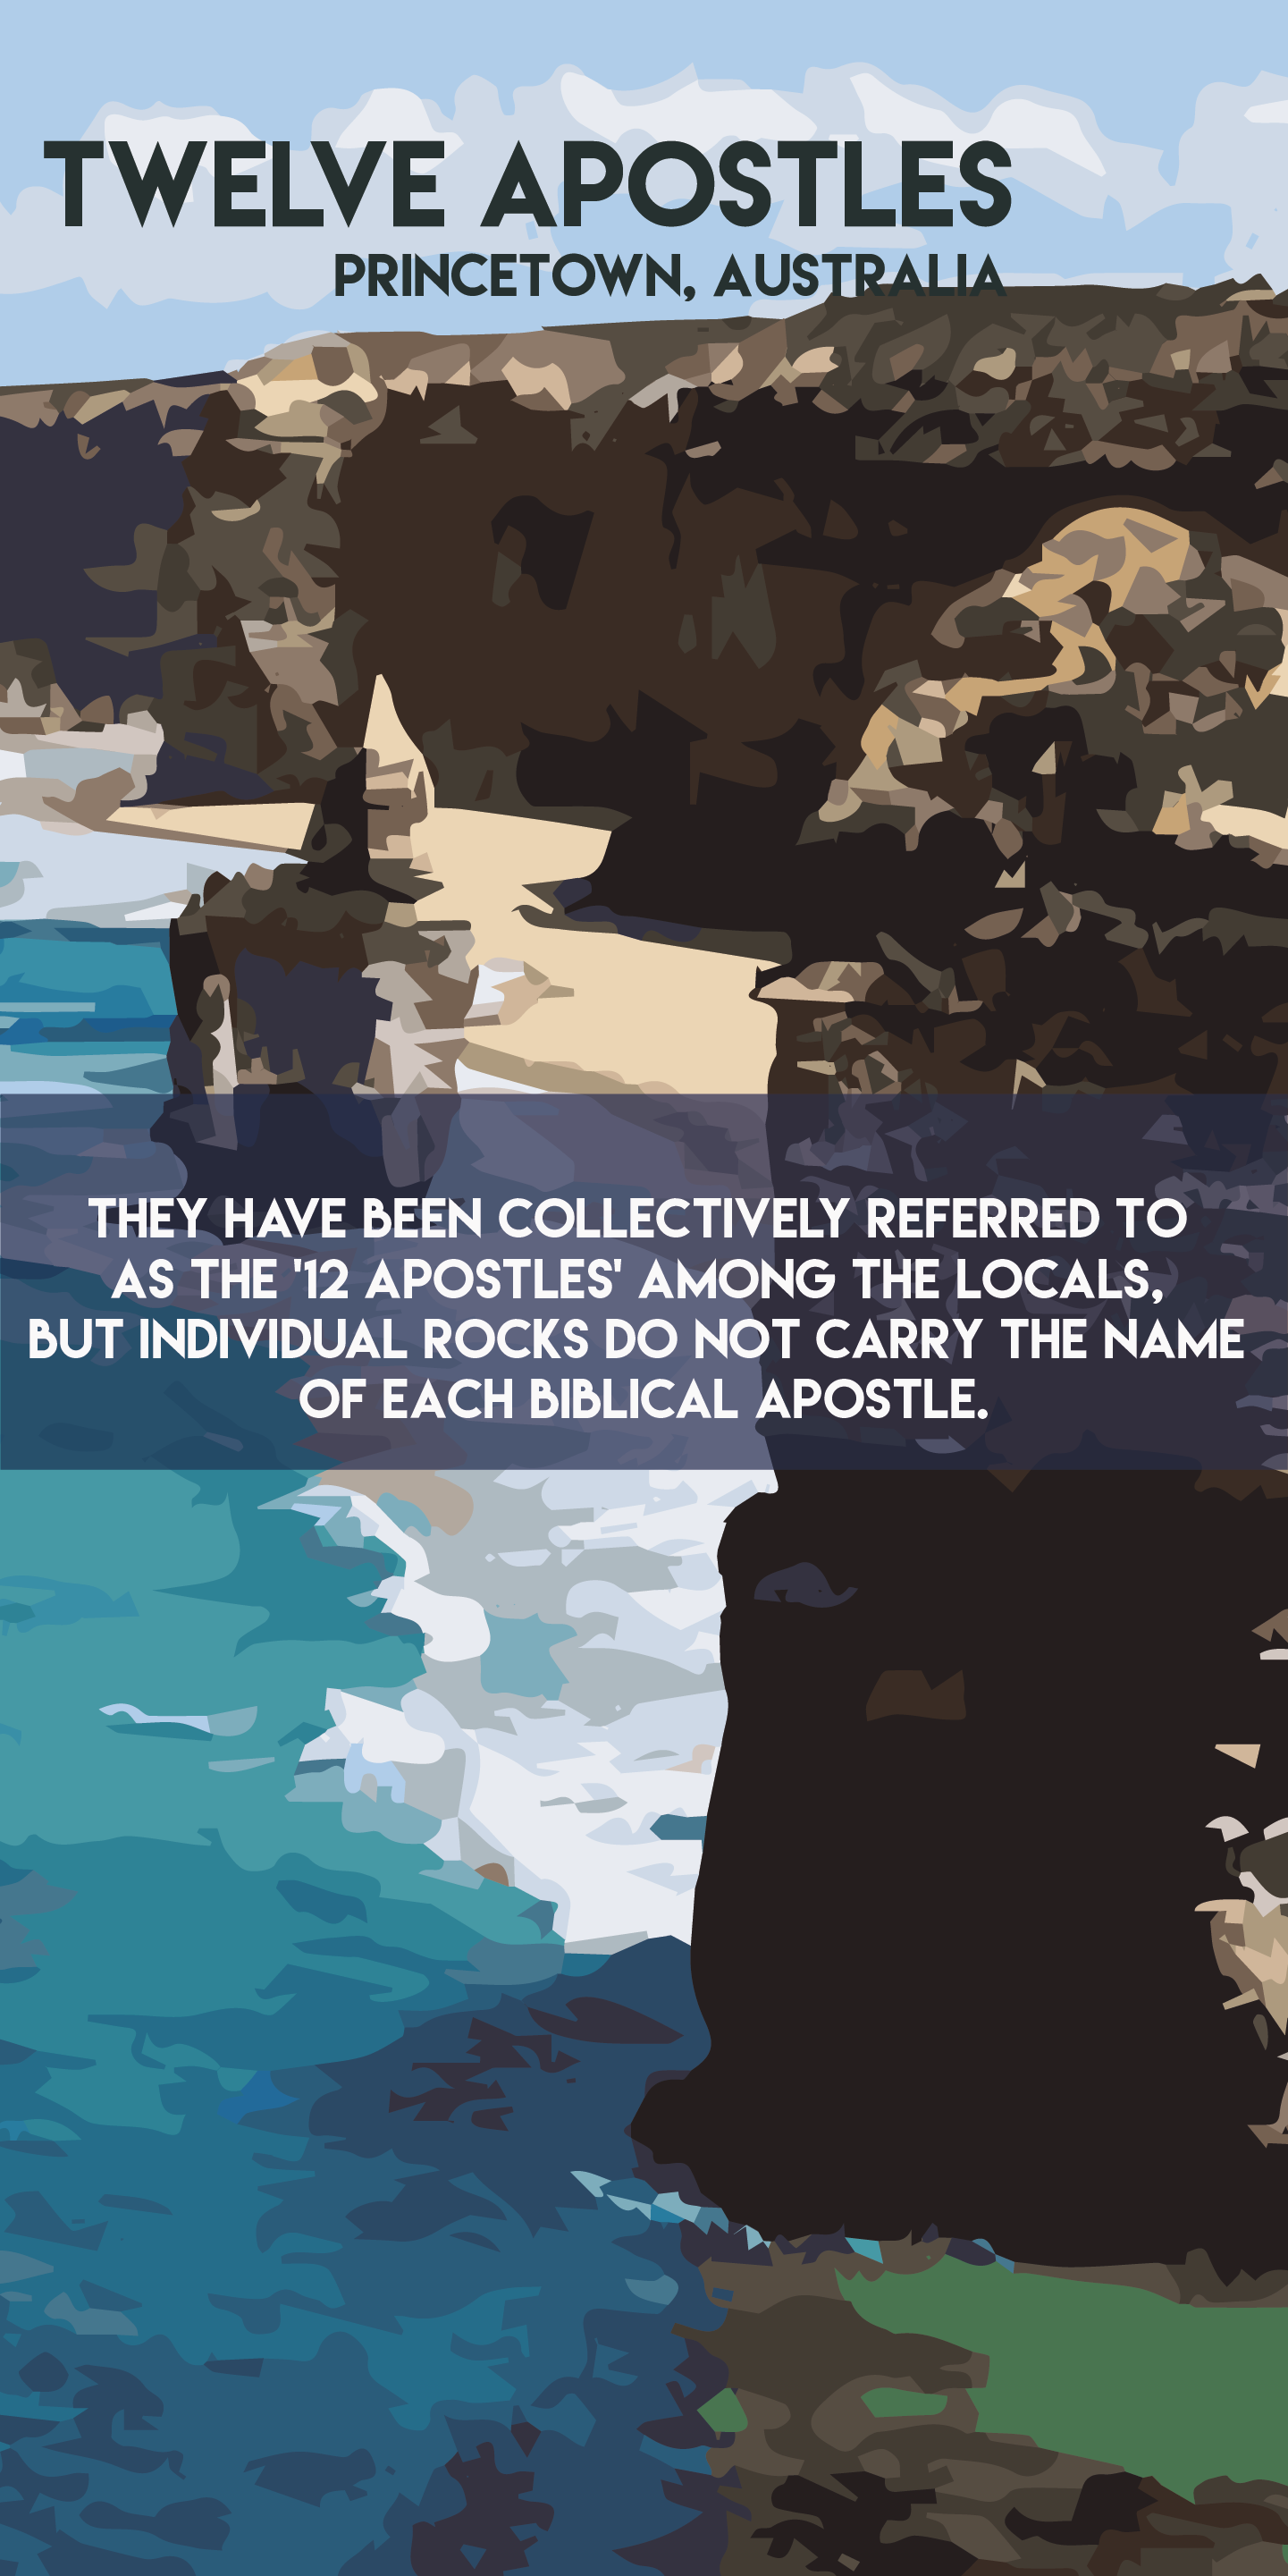 TWELVE APOSTLES
PRINCETOWN, AUSTRALIA
THEY HAVE BEEN COLLECTIVELY REFERRED TO
AS THE '12 APOSTLES' AMONG THE LOCALS,
BUT INDIVIDUAL ROCKS DO NOT CARRY THE NAME
OF EACH BIBLICAL APOSTLE.